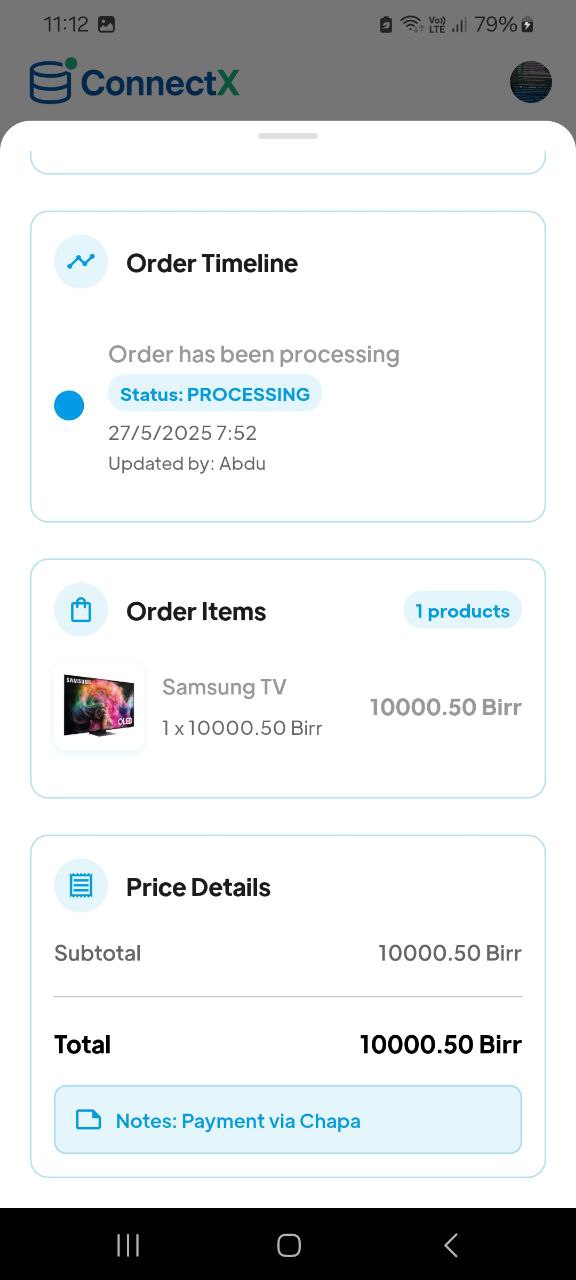 11:12
Vo)) LTE
79%
ConnectX
Order Timeline
Order has been processing
Status: PROCESSING
27/5/2025 7:52
Updated by: Abdu
Order Items
1 products
SAMSUNG
OLED
Samsung TV
1 x 10000.50 Birr
10000.50 Birr
Price Details
Subtotal 10000.50 Birr
Total 10000.50 Birr
Notes: Payment via Chapa